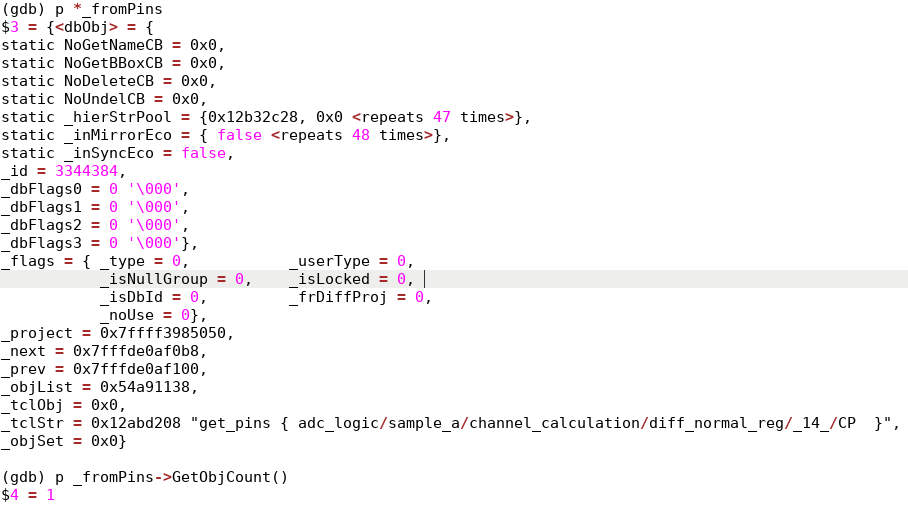 (gdb) p *_fromPins
$3 = {<dbObj> = {
static NoGetNameCB = 0x0,
static NoGetBBoxCB = 0x0,
static NoDeleteCB = 0x0,
static NoUndelCB = 0x0,
static _hierStrPool = {0x12b32c28, 0x0 <repeats 47 times>},
static _inMirrorEco = { false <repeats 48 times>},
static _inSyncEco = false,
_id = 3344384,
_dbFlags0 = 0 '\000',
_dbFlags1 = 0 '\000',
_dbFlags2 = 0 '\000',
_dbFlags3 = 0 '\000'},
_flags = { _type = 0, _userType = 0,
_isNullGroup = 0, _isLocked = 0,
_isDbId = 0, _frDiffProj = 0,
_noUse = 0},
_project = 0x7ffff3985050,
_next = 0x7fffde0af0b8,
_prev = 0x7fffde0af100,
_objList = 0x54a91138,
_tclObj = 0x0,
_tclStr = 0x12abd208 "get_pins { adc_logic/sample_a/channel_calculation/diff_normal_reg/_14_/CP  }",
_objSet = 0x0}
(gdb) p _fromPins->GetObjCount()
$4 = 1